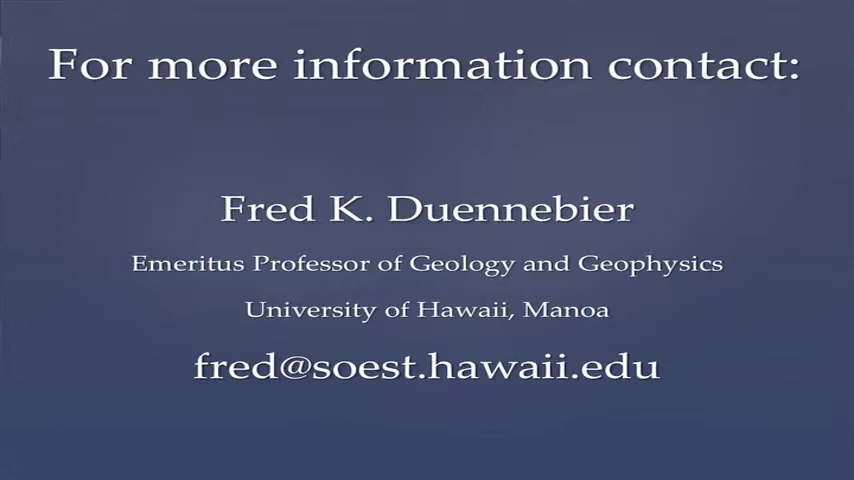 For more information contact:
Fred K. Duennebier
Emeritus Professor of Geology and Geophysics
University of Hawaii, Manoa
fred@soest.hawaii.edu